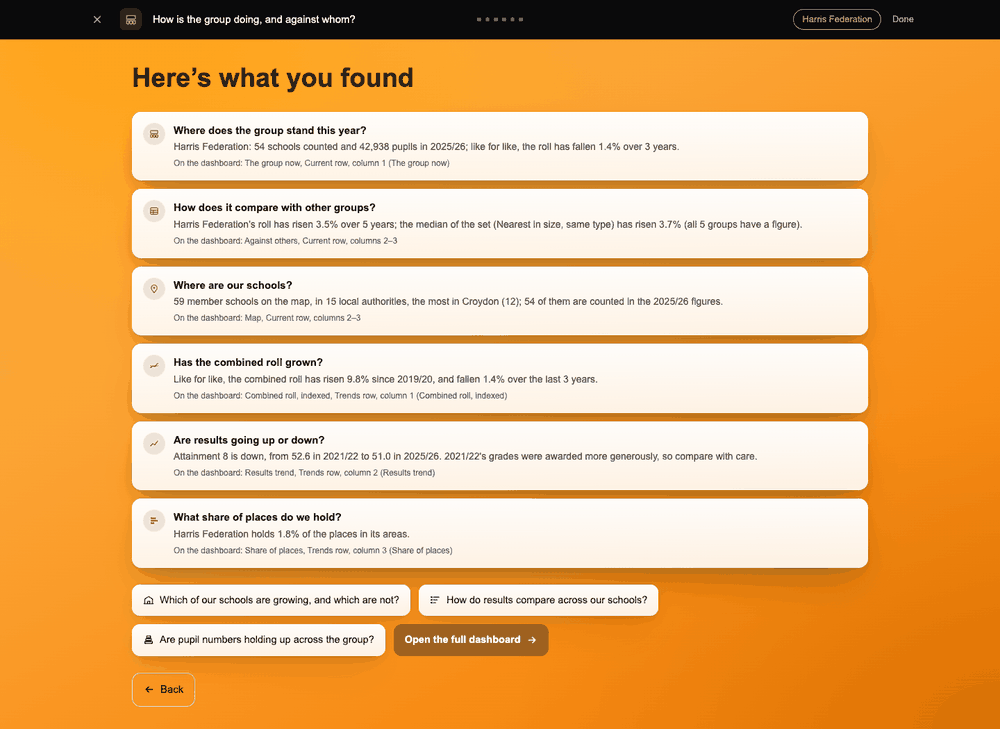 How is the group doing, and against whom?
Harris Federation
Done
Here's what you found
Where does the group stand this year?
Harris Federation: 54 schools counted and 42,938 pupils in 2025/26; like for like, the roll has fallen 1.4% over 3 years.
On the dashboard: The group now, Current row, column 1 (The group now)
How does it compare with other groups?
Harris Federation's roll has risen 3.5% over 5 years; the median of the set (Nearest in size, same type) has risen 3.7% (all 5 groups have a figure).
On the dashboard: Against others, Current row, columns 2–3
Where are our schools?
59 member schools on the map, in 15 local authorities, the most in Croydon (12); 54 of them are counted in the 2025/26 figures.
On the dashboard: Map, Current row, columns 2–3
Has the combined roll grown?
Like for like, the combined roll has risen 9.8% since 2019/20, and fallen 1.4% over the last 3 years.
On the dashboard: Combined roll, indexed, Trends row, column 1 (Combined roll, indexed)
Are results going up or down?
Attainment 8 is down, from 52.6 in 2021/22 to 51.0 in 2025/26. 2021/22's grades were awarded more generously, so compare with care.
On the dashboard: Results trend, Trends row, column 2 (Results trend)
What share of places do we hold?
Harris Federation holds 1.8% of the places in its areas.
On the dashboard: Share of places, Trends row, column 3 (Share of places)
Which of our schools are growing, and which are not?
How do results compare across our schools?
Are pupil numbers holding up across the group?
Open the full dashboard →
← Back